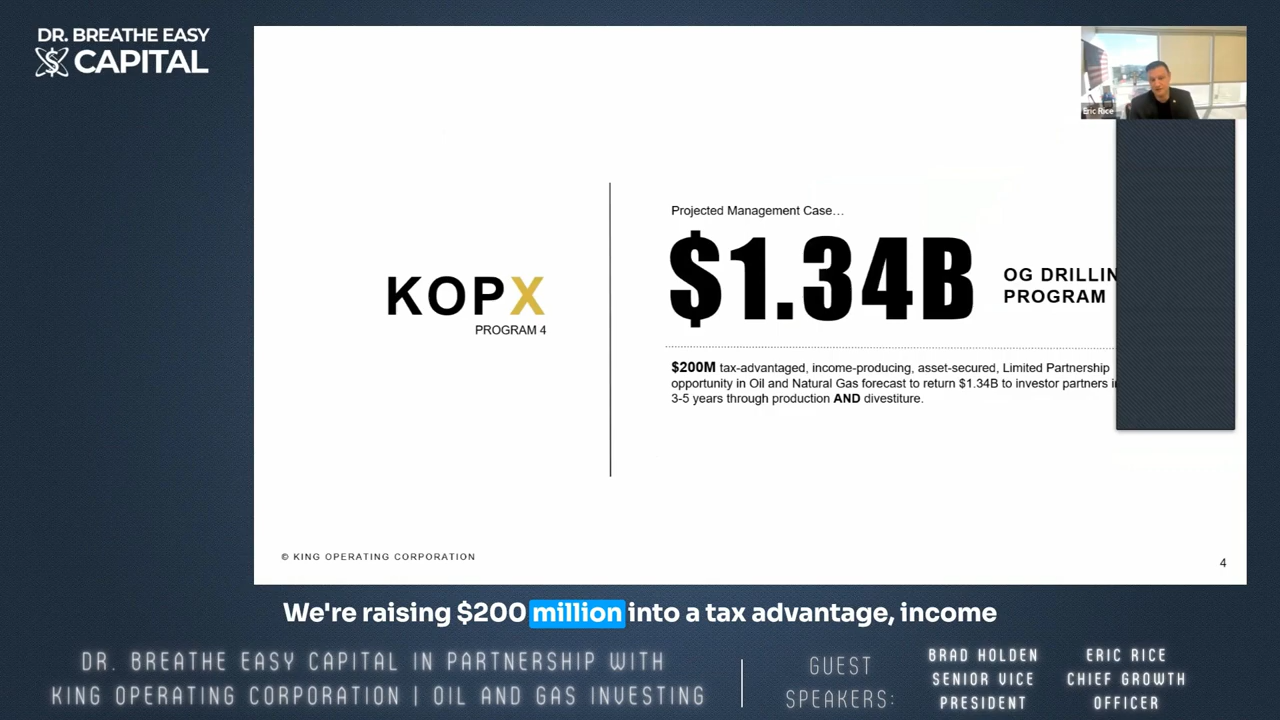 DR. BREATHE EASY
CAPITAL
Eric Rice
Projected Management Case...
$1.34B
OG DRILLIN
PROGRAM
KOPX
PROGRAM 4
$200M tax-advantaged, income-producing, asset-secured, Limited Partnership
opportunity in Oil and Natural Gas forecast to return $1.34B to investor partners i
3-5 years through production AND divestiture.
© KING OPERATING CORPORATION
4
We're raising $200 million into a tax advantage, income
DR. BREATHE EASY CAPITAL IN PARTNERSHIP WITH
KING OPERATING CORPORATION | OIL AND GAS INVESTING
GUEST
SPEAKERS:
BRAD HOLDEN
SENIOR VICE
PRESIDENT
ERIC RICE
CHIEF GROWTH
OFFICER